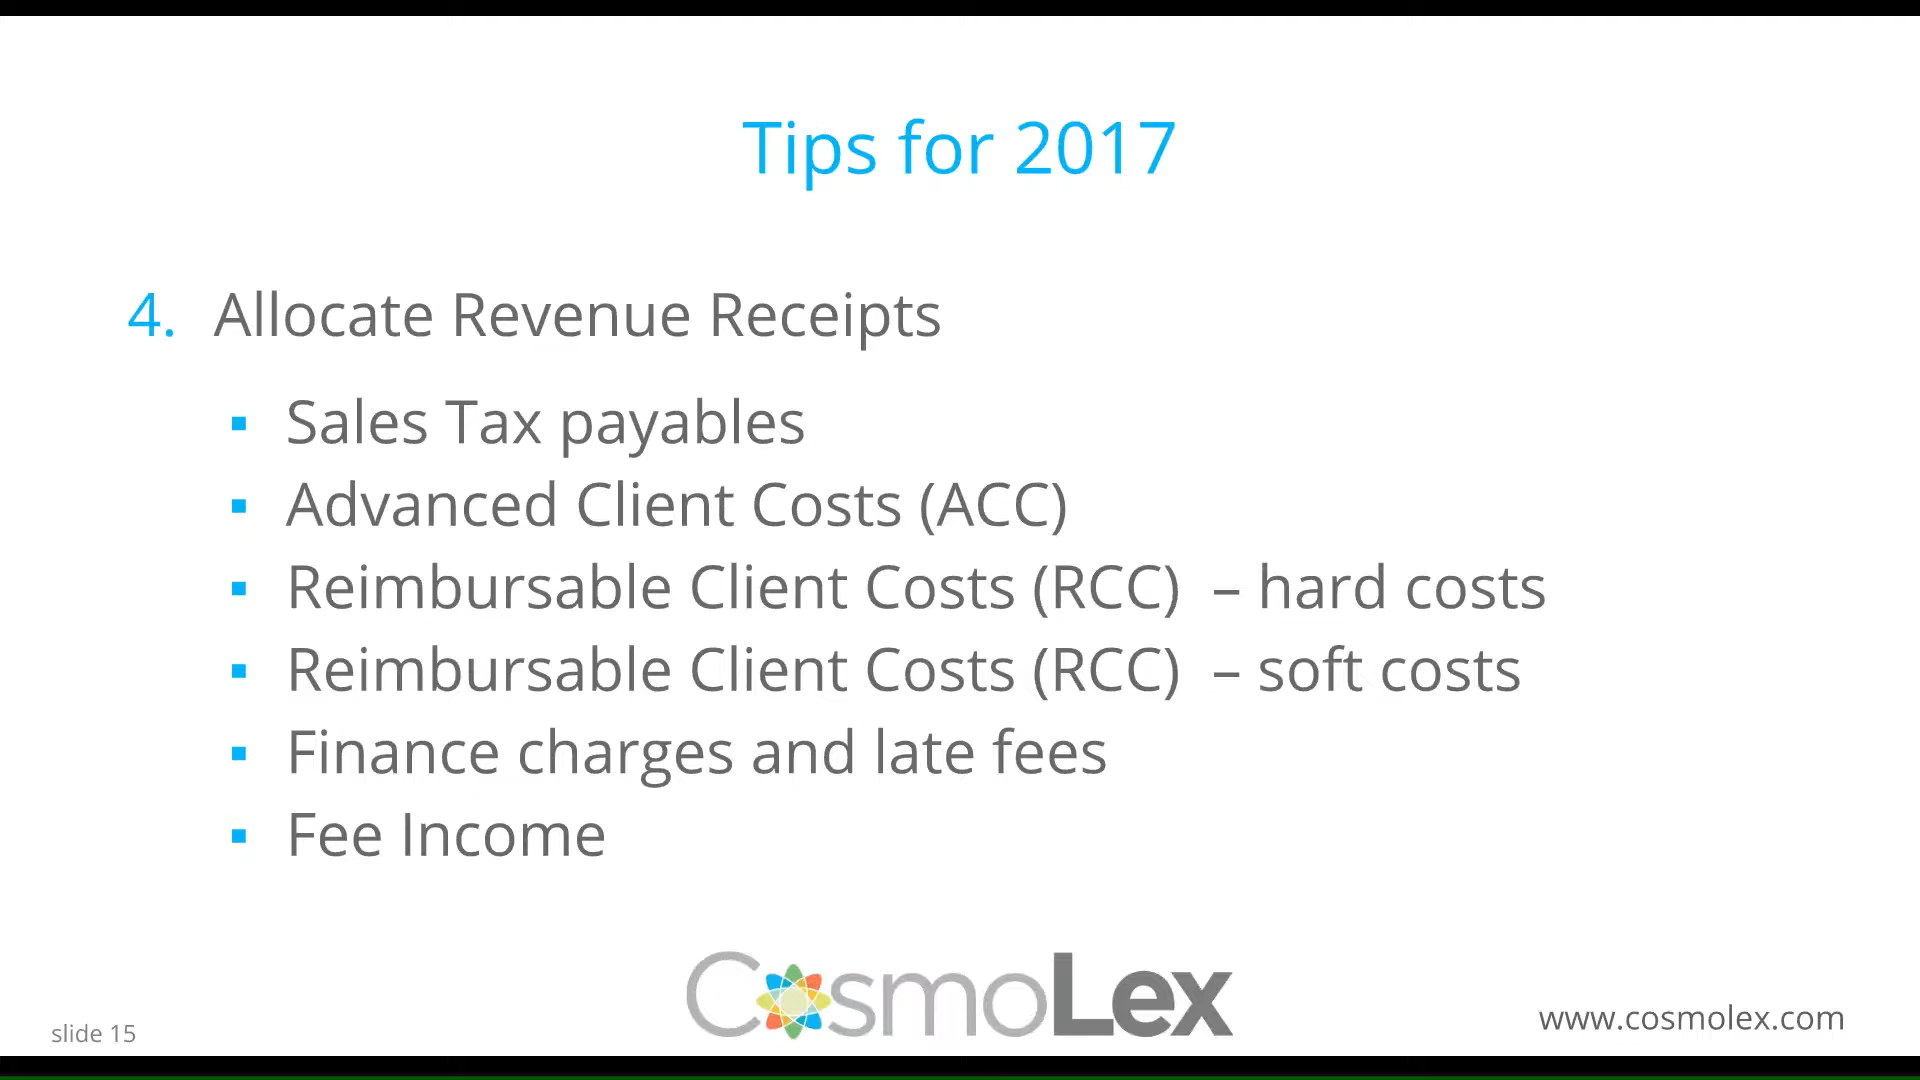 Tips for 2017
4. Allocate Revenue Receipts
▪ Sales Tax payables
▪ Advanced Client Costs (ACC)
▪ Reimbursable Client Costs (RCC) – hard costs
▪ Reimbursable Client Costs (RCC) – soft costs
▪ Finance charges and late fees
▪ Fee Income
slide 15
CosmoLex
www.cosmolex.com